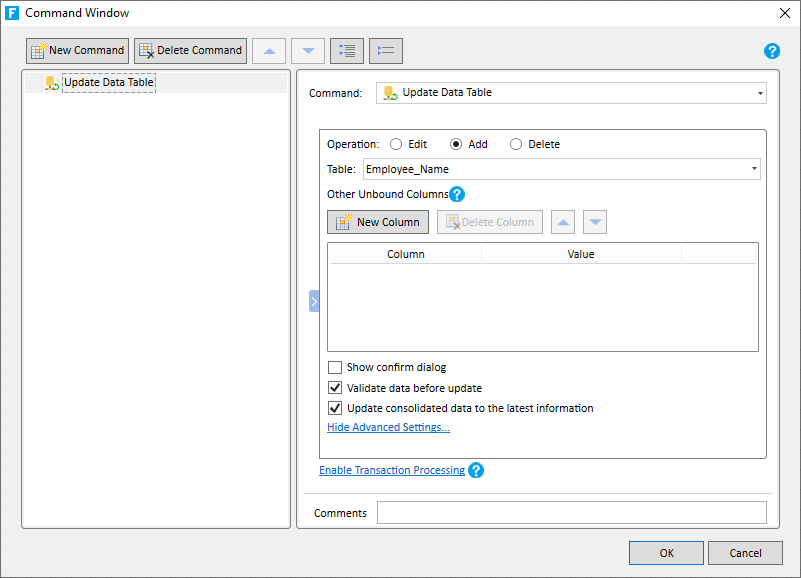 F Command Window
New Command Delete Command
?
Update Data Table
Command: Update Data Table
Operation: Edit Add Delete
Table: Employee_Name
Other Unbound Columns ?
New Column Delete Column
Column Value
Show confirm dialog
Validate data before update
Update consolidated data to the latest information
Hide Advanced Settings...
Enable Transaction Processing ?
Comments
OK Cancel